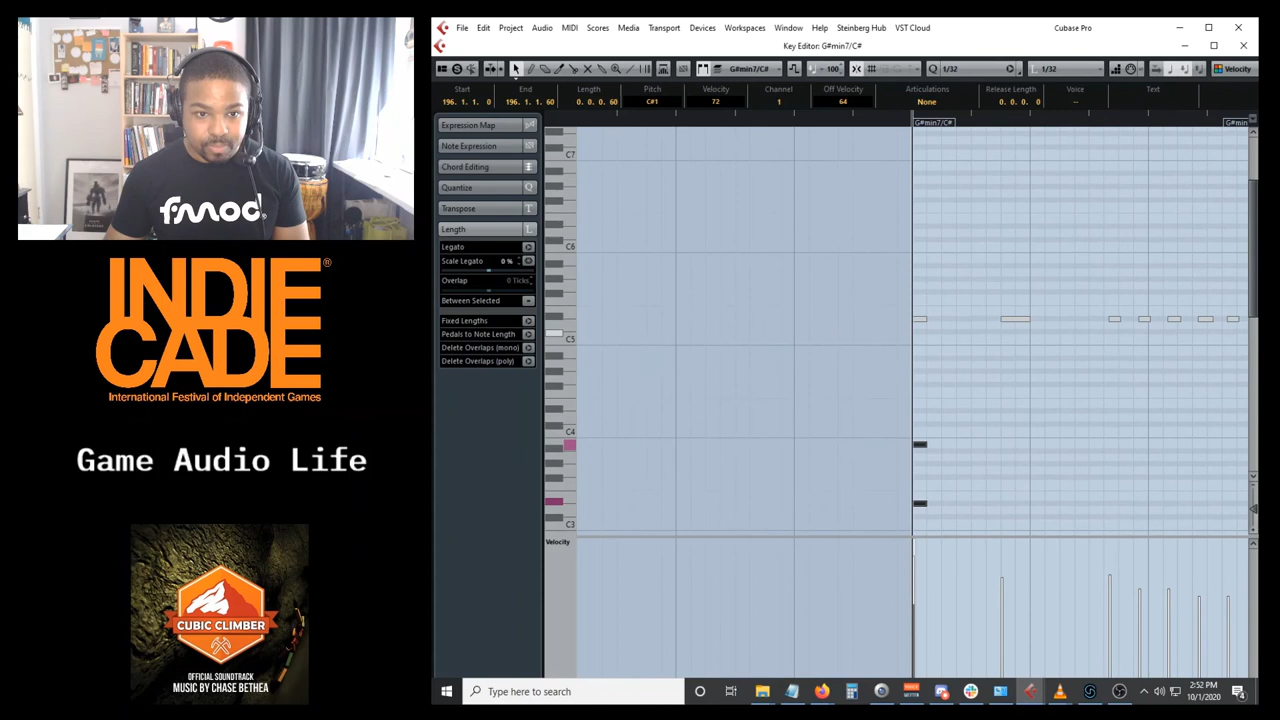 fmod
INDIE
CADE
International Festival of Independent Games
Game Audio Life
CUBIC CLIMBER
OFFICIAL SOUNDTRACK
MUSIC BY CHASE BETHEA
File Edit Project Audio MIDI Scores Media Transport Devices Workspaces Window Help Steinberg Hub VST Cloud Cubase Pro
Key Editor: G#min7/C#
G#min7/C# 100 Q 1/32 L 1/32 Velocity
Start End Length Pitch Velocity Channel Off Velocity Articulations Release Length Voice Text
196. 1. 1. 0 196. 1. 1. 60 0. 0. 0. 60 C#1 72 1 64 None 0. 0. 0. 0 --
Expression Map
Note Expression
Chord Editing
Quantize Q
Transpose T
Length L
Legato
Scale Legato 0 %
Overlap 0 Ticks
Between Selected
Fixed Lengths
Pedals to Note Length
Delete Overlaps (mono)
Delete Overlaps (poly)
G#min7/C# G#min
C7
C6
C5
C4
C3
Velocity
Type here to search
2:52 PM
10/1/2020
4